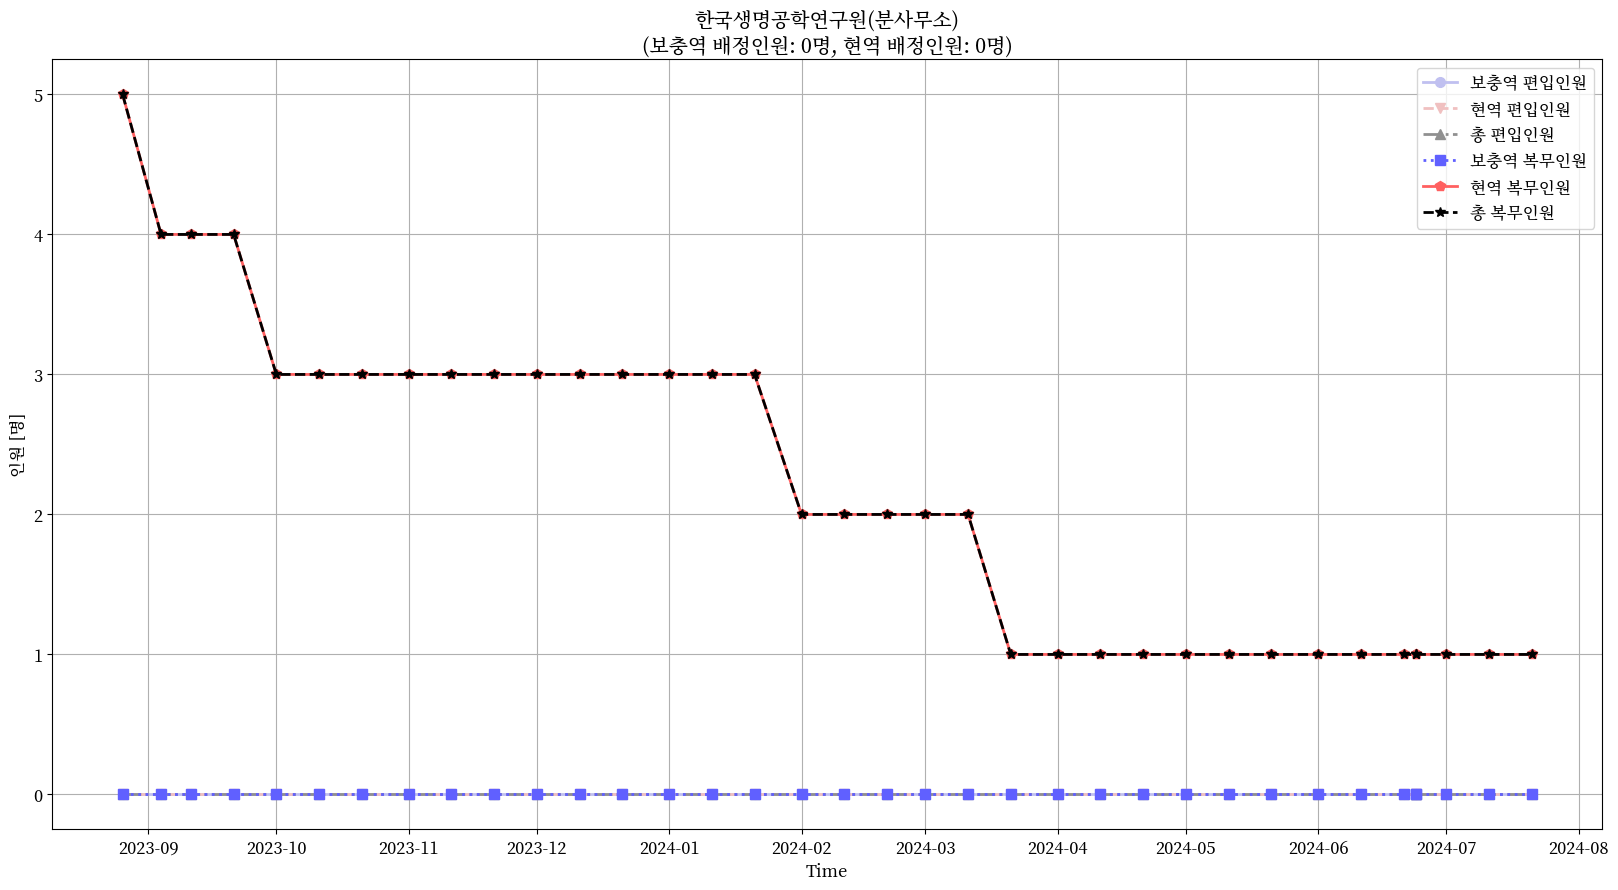 한국생명공학연구원(분사무소)
(보충역 배정인원: 0명, 현역 배정인원: 0명)
보충역 편입인원
현역 편입인원
총 편입인원
보충역 복무인원
현역 복무인원
총 복무인원
5
4
3
2
1
0
인원 [명]
2023-09 2023-10 2023-11 2023-12 2024-01 2024-02 2024-03 2024-04 2024-05 2024-06 2024-07 2024-08
Time